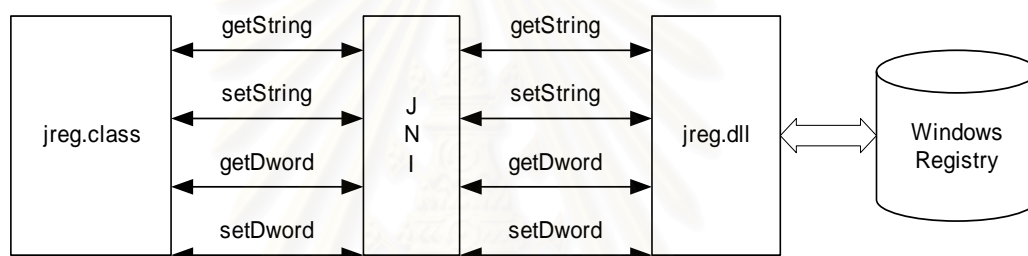 getString
getString
setString
setString
jreg.class
J
N
I
jreg.dll
Windows
Registry
getDword
getDword
setDword
setDword